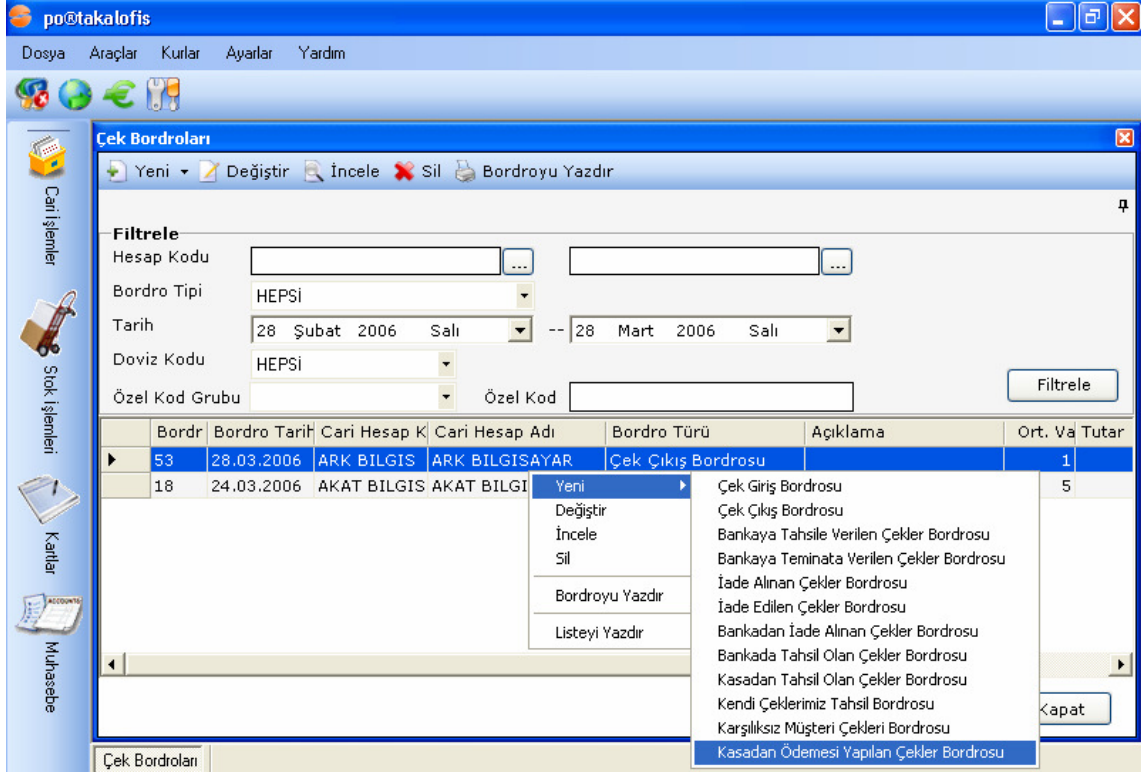 po®takalofis
Dosya Araçlar Kurlar Ayarlar Yardım
Çek Bordroları
Yeni Değiştir İncele Sil Bordroyu Yazdır
Cari İşlemler
Stok İşlemleri
Kartlar
ACCOUNTS
Muhasebe
Filtrele
Hesap Kodu ... ...
Bordro Tipi HEPSİ
Tarih 28 Şubat 2006 Salı -- 28 Mart 2006 Salı
Doviz Kodu HEPSİ
Özel Kod Grubu Özel Kod Filtrele
Bordr Bordro Tarih Cari Hesap K Cari Hesap Adı Bordro Türü Açıklama Ort. Va Tutar
53 28.03.2006 ARK BILGIS ARK BILGISAYAR Çek Çıkış Bordrosu 1
18 24.03.2006 AKAT BILGIS AKAT BILGI 5
Yeni
Değiştir
İncele
Sil
Bordroyu Yazdır
Listeyi Yazdır
Çek Giriş Bordrosu
Çek Çıkış Bordrosu
Bankaya Tahsile Verilen Çekler Bordrosu
Bankaya Teminata Verilen Çekler Bordrosu
İade Alınan Çekler Bordrosu
İade Edilen Çekler Bordrosu
Bankadan İade Alınan Çekler Bordrosu
Bankada Tahsil Olan Çekler Bordrosu
Kasadan Tahsil Olan Çekler Bordrosu
Kendi Çeklerimiz Tahsil Bordrosu
Karşılıksız Müşteri Çekleri Bordrosu
Kasadan Ödemesi Yapılan Çekler Bordrosu
Kapat
Çek Bordroları